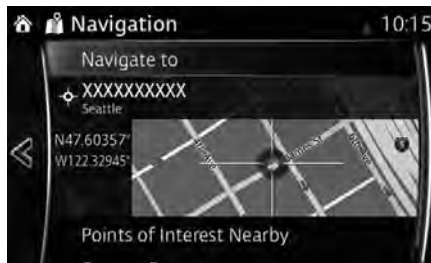 Navigation 10:15
Navigate to
XXXXXXXXXX
Seattle
N47.60357°
W122.32945°
Points of Interest Nearby